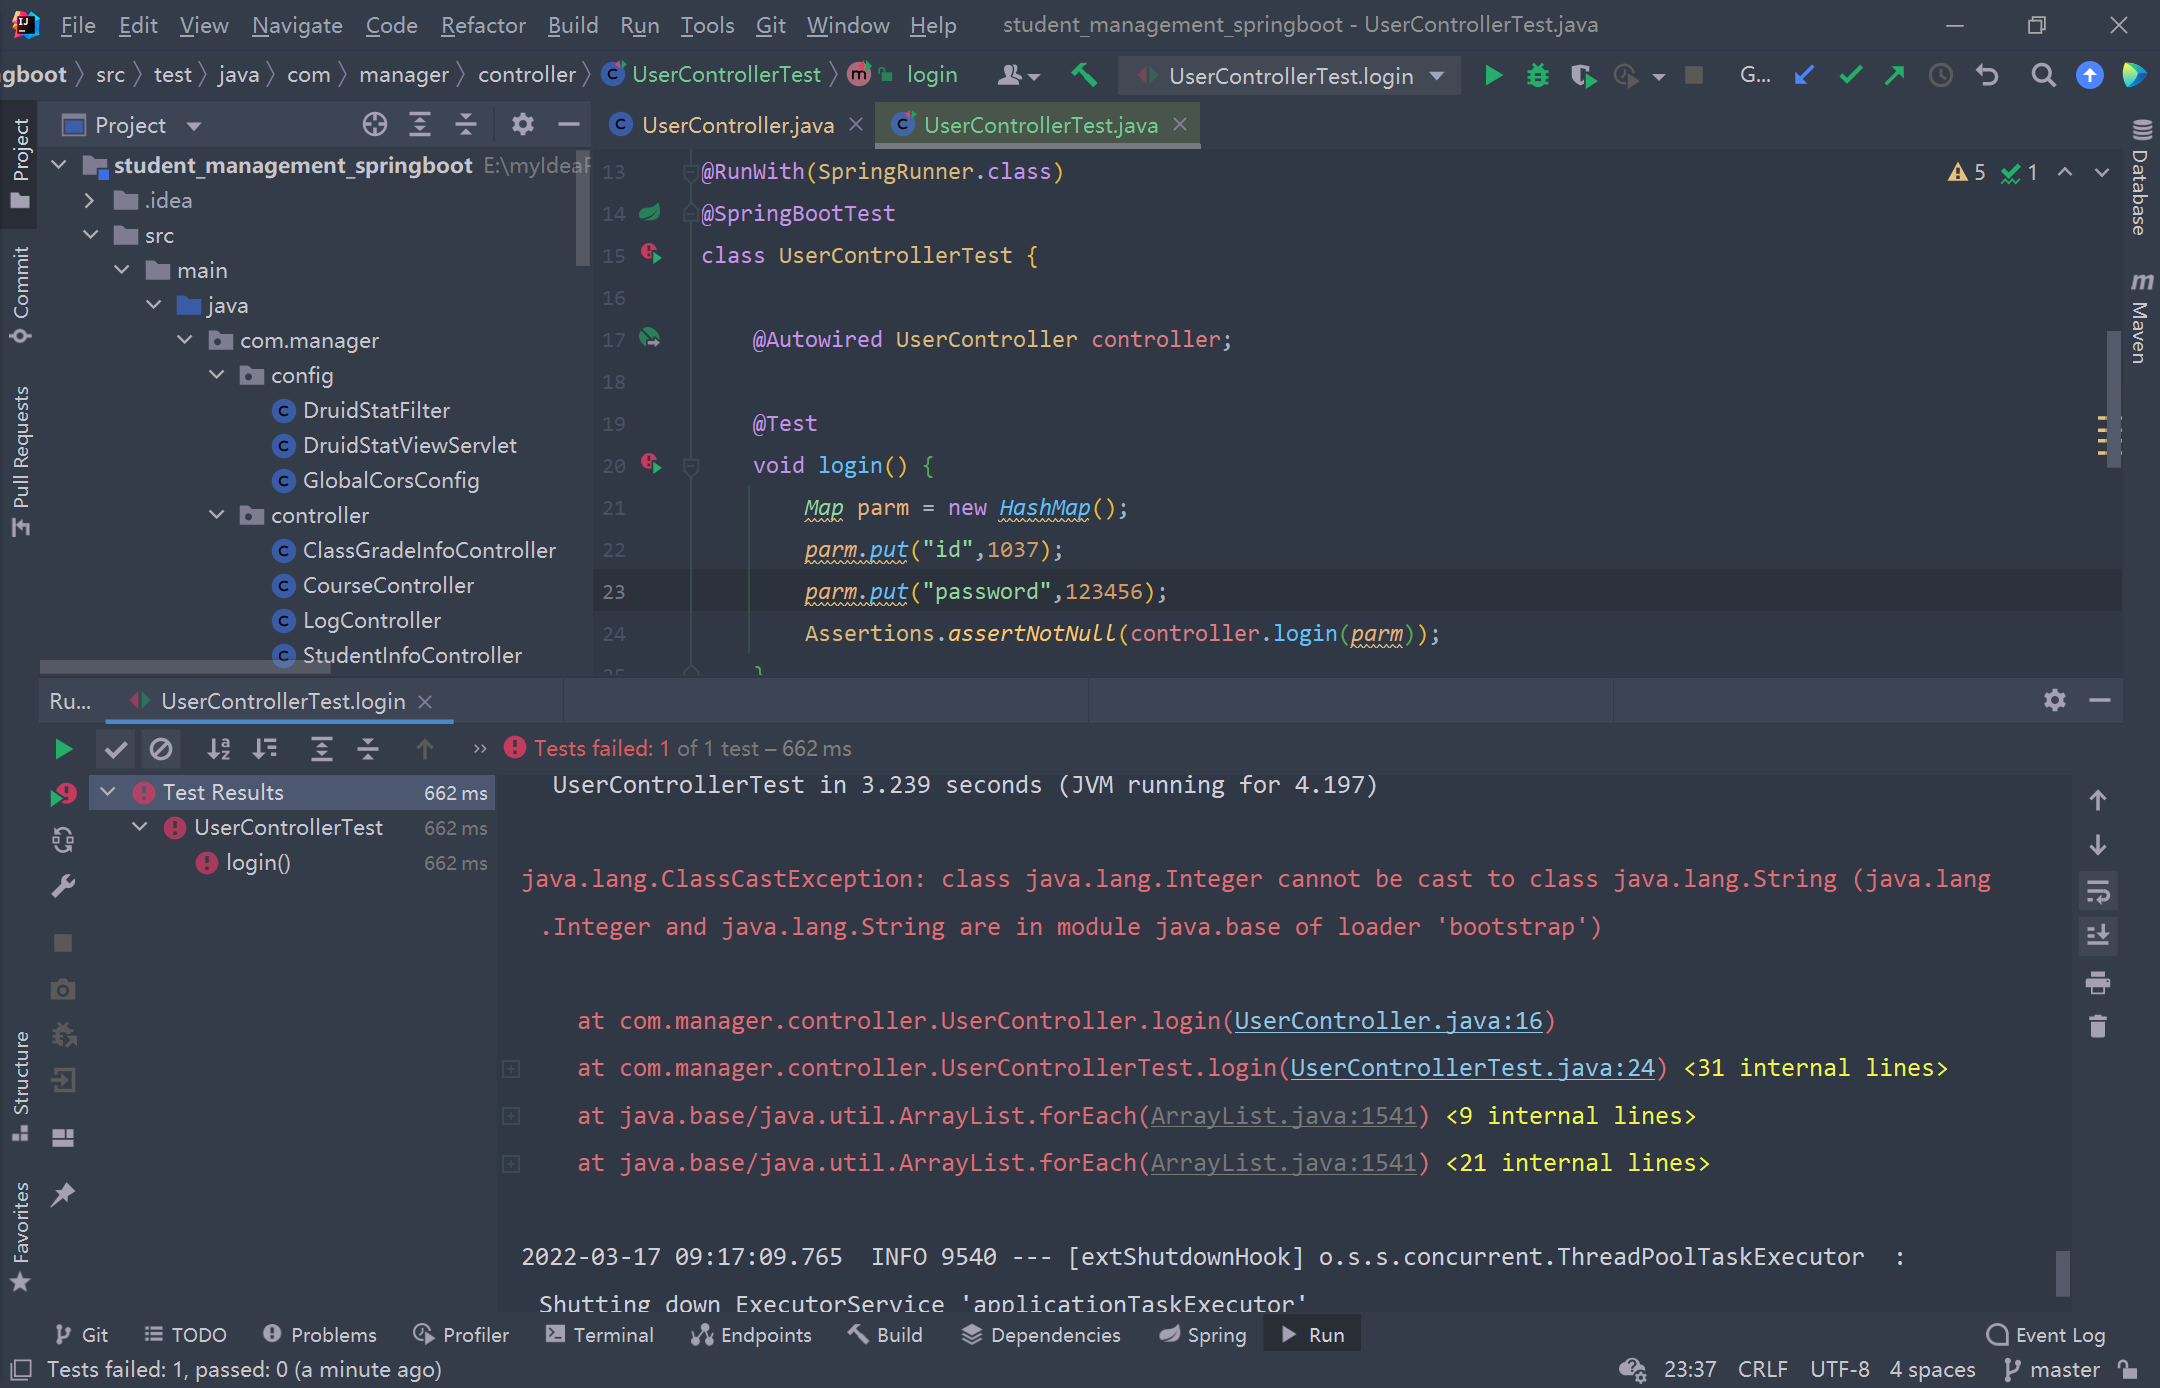 File Edit View Navigate Code Refactor Build Run Tools Git Window Help student_management_springboot - UserControllerTest.java
src test java com manager controller UserControllerTest login UserControllerTest.login G...
Project
UserController.java UserControllerTest.java
student_management_springboot
.idea
src
main
java
com.manager
config
DruidStatFilter
DruidStatViewServlet
GlobalCorsConfig
controller
ClassGradeInfoController
CourseController
LogController
StudentInfoController
Project
Commit
Pull Requests
Structure
Favorites
Database
Maven
5 1
13 @RunWith(SpringRunner.class)
14 @SpringBootTest
15 class UserControllerTest {
16
17 @Autowired UserController controller;
18
19 @Test
20 void login() {
21 Map parm = new HashMap();
22 parm.put("id",1037);
23 parm.put("password",123456);
24 Assertions.assertNotNull(controller.login(parm));
Ru... UserControllerTest.login
Tests failed: 1 of 1 test – 662 ms
Test Results 662 ms
UserControllerTest 662 ms
login() 662 ms
UserControllerTest in 3.239 seconds (JVM running for 4.197)
java.lang.ClassCastException: class java.lang.Integer cannot be cast to class java.lang.String (java.lang
.Integer and java.lang.String are in module java.base of loader 'bootstrap')
at com.manager.controller.UserController.login(UserController.java:16)
at com.manager.controller.UserControllerTest.login(UserControllerTest.java:24) <31 internal lines>
at java.base/java.util.ArrayList.forEach(ArrayList.java:1541) <9 internal lines>
at java.base/java.util.ArrayList.forEach(ArrayList.java:1541) <21 internal lines>
2022-03-17 09:17:09.765 INFO 9540 --- [extShutdownHook] o.s.s.concurrent.ThreadPoolTaskExecutor :
Shutting down ExecutorService 'applicationTaskExecutor'
Git TODO Problems Profiler Terminal Endpoints Build Dependencies Spring Run Event Log
Tests failed: 1, passed: 0 (a minute ago) 23:37 CRLF UTF-8 4 spaces master